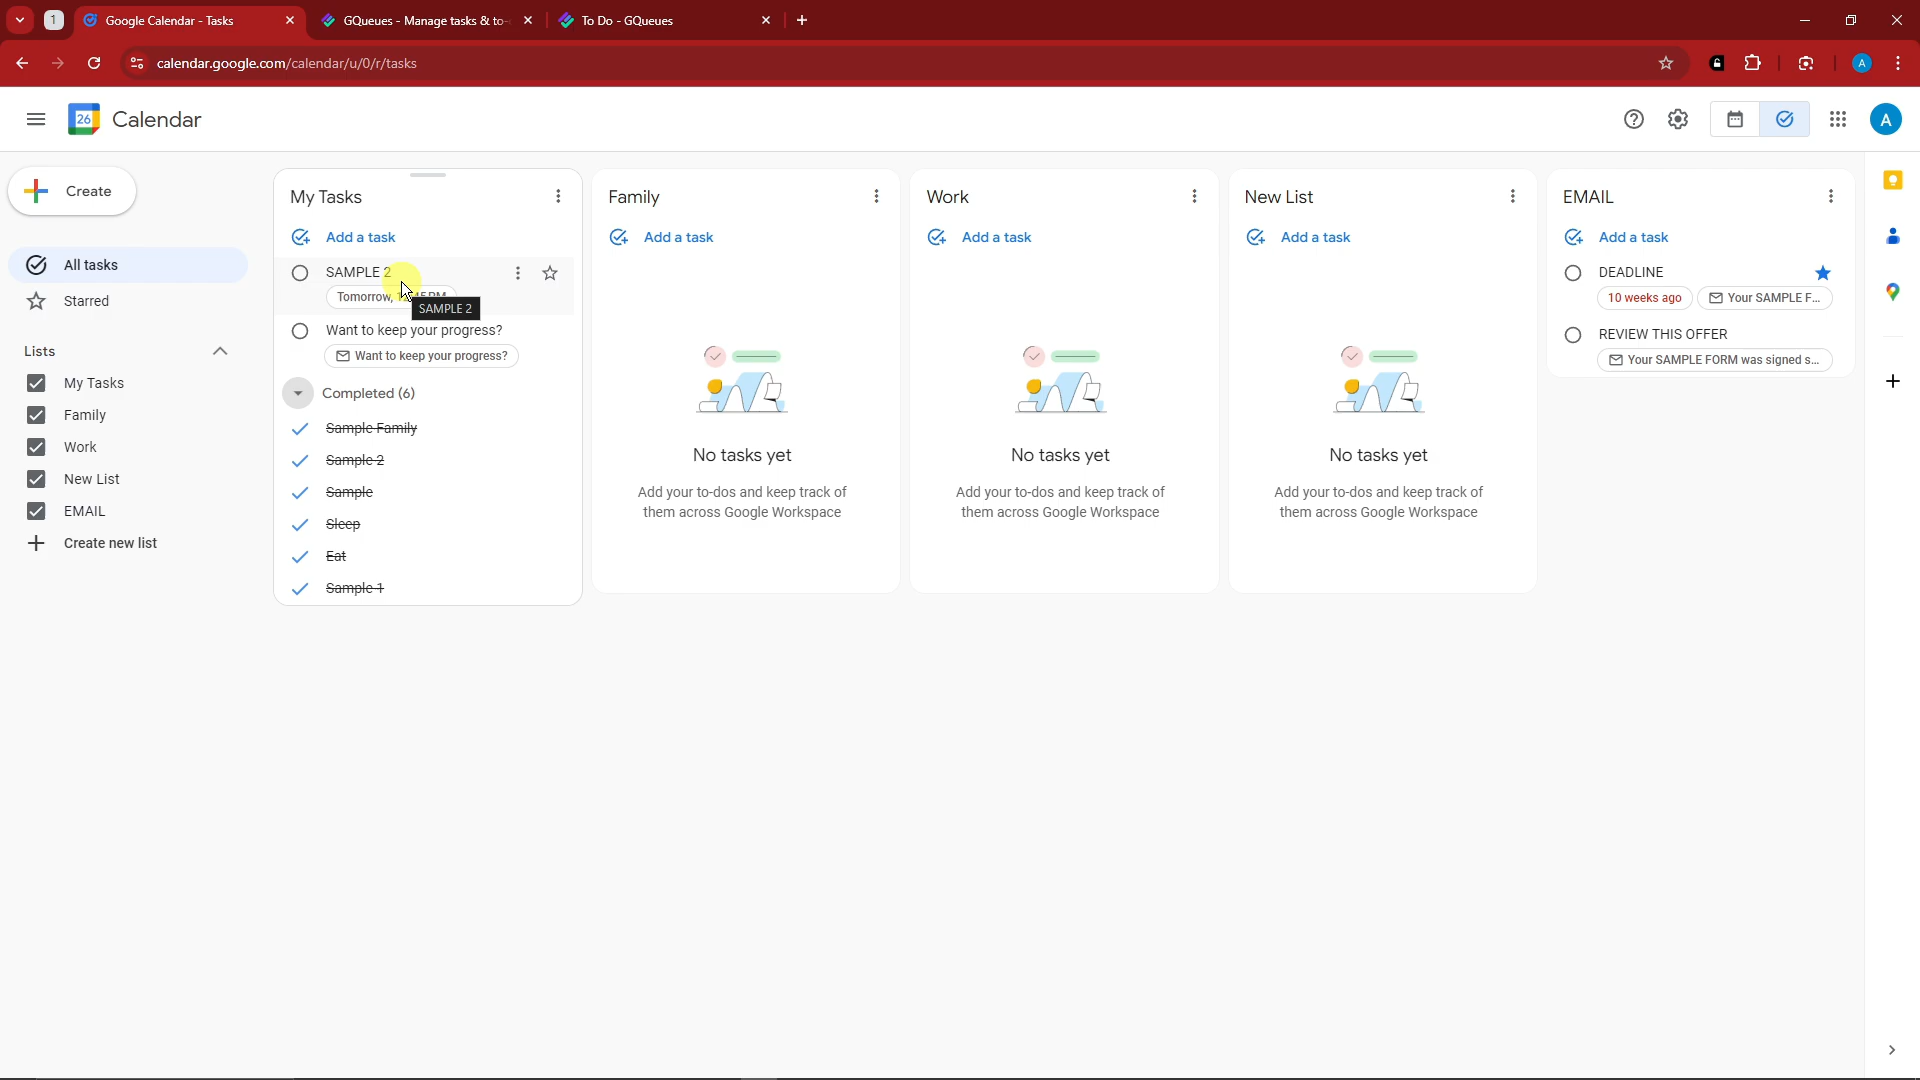 1
Google Calendar - Tasks
GQueues - Manage tasks & to-
To Do - GQueues
calendar.google.com/calendar/u/0/r/tasks
A
26
Calendar
A
Create
All tasks
Starred
Lists
My Tasks
Family
Work
New List
EMAIL
Create new list
My Tasks
Add a task
SAMPLE 2
Tomorrow,
SAMPLE 2
Want to keep your progress?
Want to keep your progress?
Completed (6)
Sample Family
Sample 2
Sample
Sleep
Eat
Sample 1
Family
Add a task
No tasks yet
Add your to-dos and keep track of
them across Google Workspace
Work
Add a task
No tasks yet
Add your to-dos and keep track of
them across Google Workspace
New List
Add a task
No tasks yet
Add your to-dos and keep track of
them across Google Workspace
EMAIL
Add a task
DEADLINE
10 weeks ago
Your SAMPLE F...
REVIEW THIS OFFER
Your SAMPLE FORM was signed s...